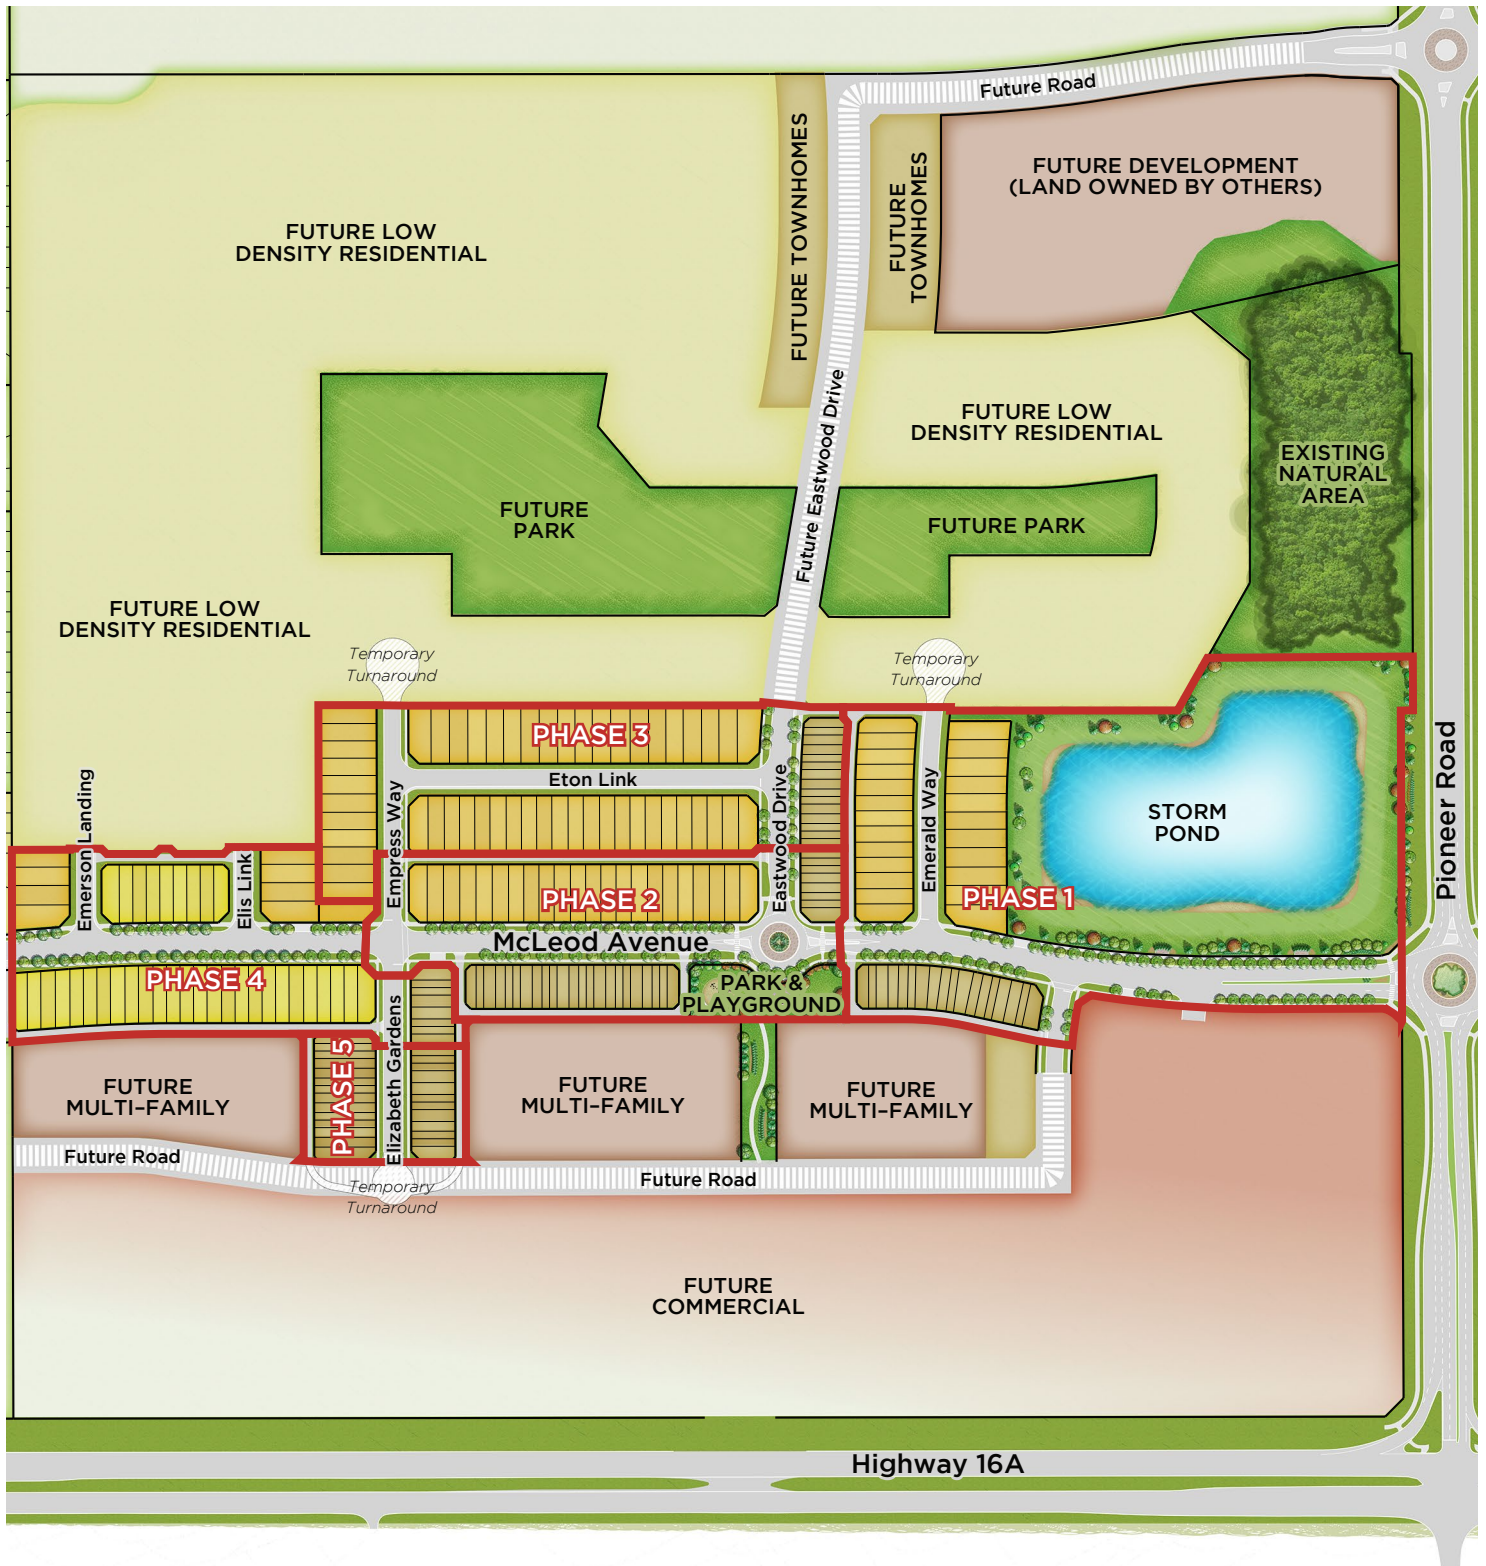 Future Road
FUTURE TOWNHOMES
FUTURE
TOWNHOMES
FUTURE DEVELOPMENT
(LAND OWNED BY OTHERS)
FUTURE LOW
DENSITY RESIDENTIAL
Future Eastwood Drive
FUTURE LOW
DENSITY RESIDENTIAL
EXISTING
NATURAL
AREA
FUTURE
PARK
FUTURE PARK
FUTURE LOW
DENSITY RESIDENTIAL
Temporary
Turnaround
Temporary
Turnaround
PHASE 3
Eton Link
Emerson Landing
Elis Link
Empress Way
Eastwood Drive
Emerald Way
STORM
POND
Pioneer Road
PHASE 2
PHASE 1
McLeod Avenue
PHASE 4
PARK &
PLAYGROUND
PHASE 5
Elizabeth Gardens
FUTURE
MULTI-FAMILY
FUTURE
MULTI-FAMILY
FUTURE
MULTI-FAMILY
Future Road
Future Road
Temporary
Turnaround
FUTURE
COMMERCIAL
Highway 16A